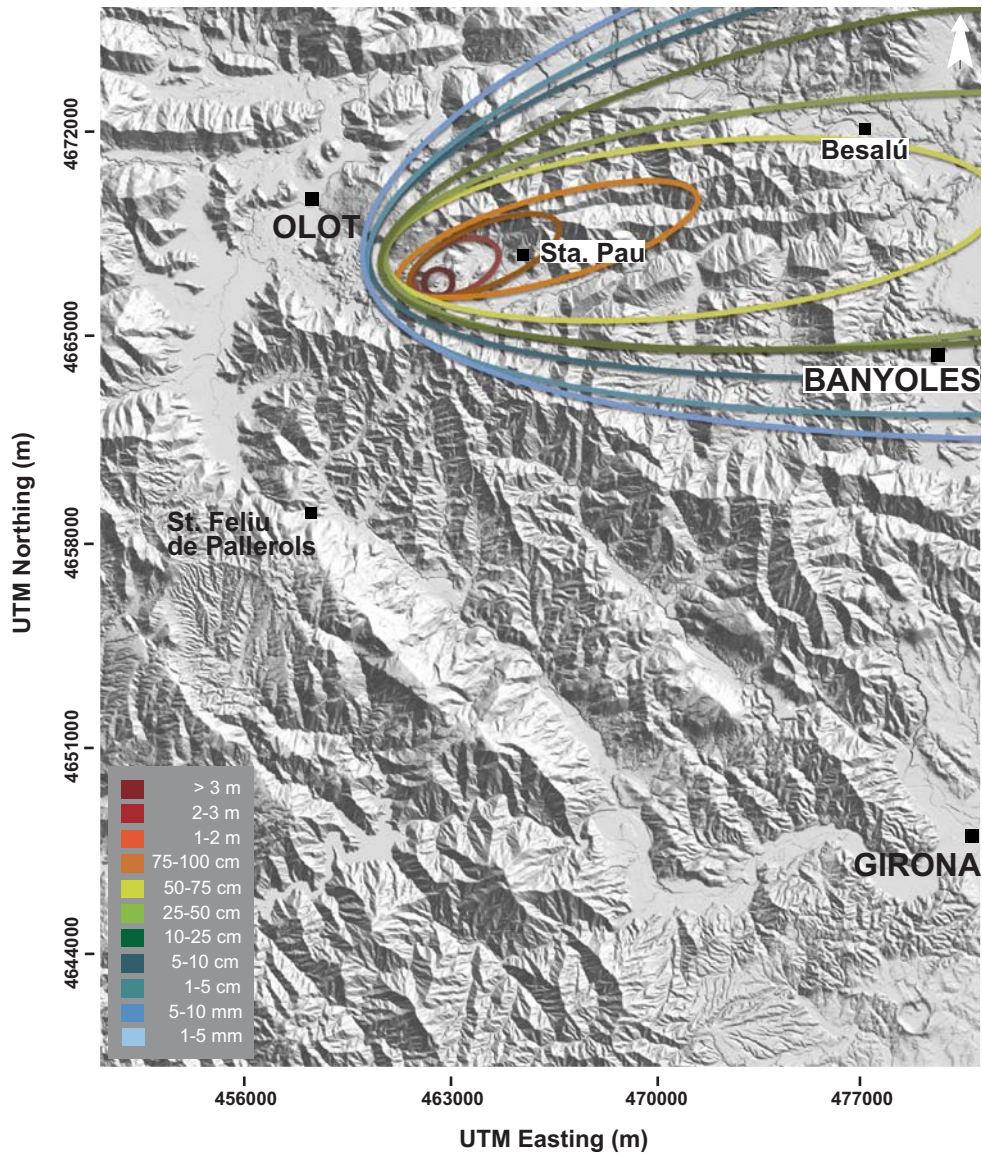 4672000
4665000
4658000
4651000
4644000
UTM Northing (m)
Besalú
OLOT
Sta. Pau
BANYOLES
St. Feliu
de Pallerols
GIRONA
> 3 m
2-3 m
1-2 m
75-100 cm
50-75 cm
25-50 cm
10-25 cm
5-10 cm
1-5 cm
5-10 mm
1-5 mm
456000
463000
470000
477000
UTM Easting (m)